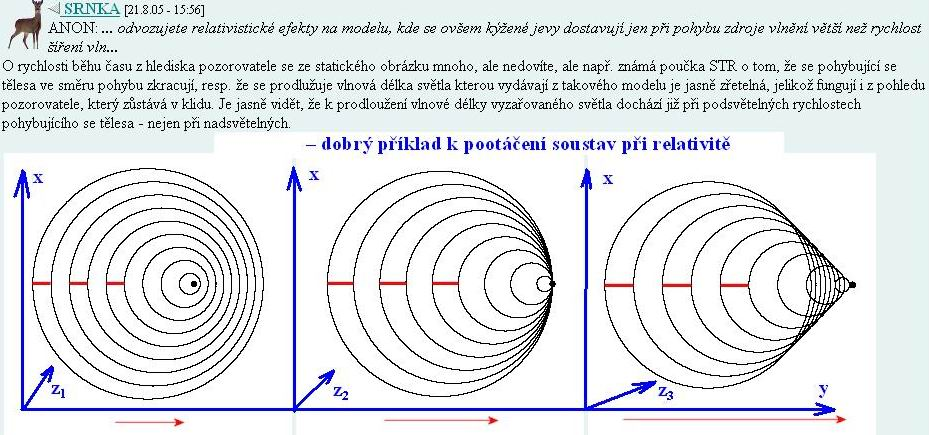 SRNKA [21.8.05 - 15:56]
ANON: ... odvozujete relativistické efekty na modelu, kde se ovšem kýžené jevy dostavují jen při pohybu zdroje vlnění větší než rychlost
šíření vln...
O rychlosti běhu času z hlediska pozorovatele se ze statického obrázku mnoho, ale nedovíte, ale např. známá poučka STR o tom, že se pohybující se
tělesa ve směru pohybu zkracují, resp. že se prodlužuje vlnová délka světla kterou vydávají z takového modelu je jasně zřetelná, jelikož fungují i z pohledu
pozorovatele, který zůstává v klidu. Je jasně vidět, že k prodloužení vlnové délky vyzařovaného světla dochází již při podsvětelných rychlostech
pohybujícího se tělesa - nejen při nadsvětelných.
– dobrý příklad k pootáčení soustav při relativitě
x x x
z₁ z₂ z₃ y